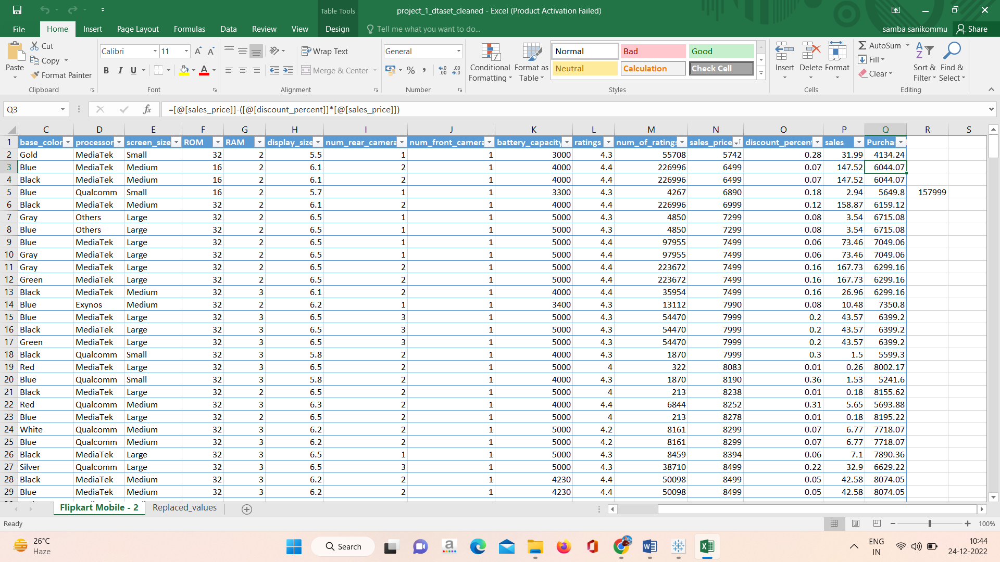 Table Tools
project_1_dtaset_cleaned - Excel (Product Activation Failed)
File Home Insert Page Layout Formulas Data Review View Design Tell me what you want to do... samba sanikommu Share
Paste Cut Copy Format Painter Clipboard
Calibri 11 B I U A A Font
Wrap Text Merge & Center Alignment
General % , Number
Conditional Formatting Format as Table
Normal Bad Good
Neutral Calculation Check Cell
Styles
Insert Delete Format Cells
AutoSum Fill Clear Sort & Filter Find & Select Editing
Q3 fx =[@[sales_price]]-([@[discount_percent]]*[@[sales_price]])
C D E F G H I J K L M N O P Q R S
1 base_color processor screen_size ROM RAM display_size num_rear_camera num_front_camera battery_capacity ratings num_of_ratings sales_price discount_percent sales Purcha
2 Gold MediaTek Small 32 2 5.5 1 1 3000 4.3 55708 5742 0.28 31.99 4134.24
3 Blue MediaTek Medium 16 2 6.1 2 1 4000 4.4 226996 6499 0.07 147.52 6044.07
4 Black MediaTek Medium 16 2 6.1 2 1 4000 4.4 226996 6499 0.07 147.52 6044.07
5 Blue Qualcomm Small 16 2 5.7 1 1 3300 4.3 4267 6890 0.18 2.94 5649.8 157999
6 Black MediaTek Medium 32 2 6.1 2 1 4000 4.4 226996 6999 0.12 158.87 6159.12
7 Gray Others Large 32 2 6.5 1 1 5000 4.3 4850 7299 0.08 3.54 6715.08
8 Blue Others Large 32 2 6.5 1 1 5000 4.3 4850 7299 0.08 3.54 6715.08
9 Blue MediaTek Large 32 2 6.5 1 1 5000 4.4 97955 7499 0.06 73.46 7049.06
10 Gray MediaTek Large 32 2 6.5 1 1 5000 4.4 97955 7499 0.06 73.46 7049.06
11 Gray MediaTek Large 32 2 6.5 2 1 5000 4.4 223672 7499 0.16 167.73 6299.16
12 Green MediaTek Large 32 2 6.5 2 1 5000 4.4 223672 7499 0.16 167.73 6299.16
13 Black MediaTek Medium 32 3 6.1 2 1 4000 4.4 35954 7499 0.16 26.96 6299.16
14 Blue Exynos Medium 32 2 6.2 1 1 3400 4.3 13112 7990 0.08 10.48 7350.8
15 Blue MediaTek Large 32 3 6.5 3 1 5000 4.3 54470 7999 0.2 43.57 6399.2
16 Black MediaTek Large 32 3 6.5 3 1 5000 4.3 54470 7999 0.2 43.57 6399.2
17 Green MediaTek Large 32 3 6.5 3 1 5000 4.3 54470 7999 0.2 43.57 6399.2
18 Black Qualcomm Small 32 3 5.8 2 1 4000 4.3 1870 7999 0.3 1.5 5599.3
19 Red MediaTek Large 32 3 6.5 2 1 5000 4 322 8083 0.01 0.26 8002.17
20 Blue Qualcomm Small 32 3 5.8 2 1 4000 4.3 1870 8190 0.36 1.53 5241.6
21 Black MediaTek Large 32 2 6.5 2 1 5000 4 213 8238 0.01 0.18 8155.62
22 Red Qualcomm Medium 32 3 6.3 2 1 4000 4.4 6844 8252 0.31 5.65 5693.88
23 Blue MediaTek Large 32 2 6.5 2 1 5000 4 213 8278 0.01 0.18 8195.22
24 White Qualcomm Medium 32 3 6.2 2 1 5000 4.2 8161 8299 0.07 6.77 7718.07
25 Blue Qualcomm Medium 32 3 6.2 2 1 5000 4.2 8161 8299 0.07 6.77 7718.07
26 Black MediaTek Large 32 3 6.5 1 1 5000 4.3 8459 8394 0.06 7.1 7890.36
27 Silver Qualcomm Large 32 3 6.5 3 1 5000 4.3 38710 8499 0.22 32.9 6629.22
28 Black MediaTek Medium 32 3 6.2 2 1 4230 4.4 50098 8499 0.05 42.58 8074.05
29 Blue MediaTek Medium 32 3 6.2 2 1 4230 4.4 50098 8499 0.05 42.58 8074.05
Flipkart Mobile - 2 Replaced_values
Ready 100%
26°C
Haze
Search
ENG
IN
10:44
24-12-2022